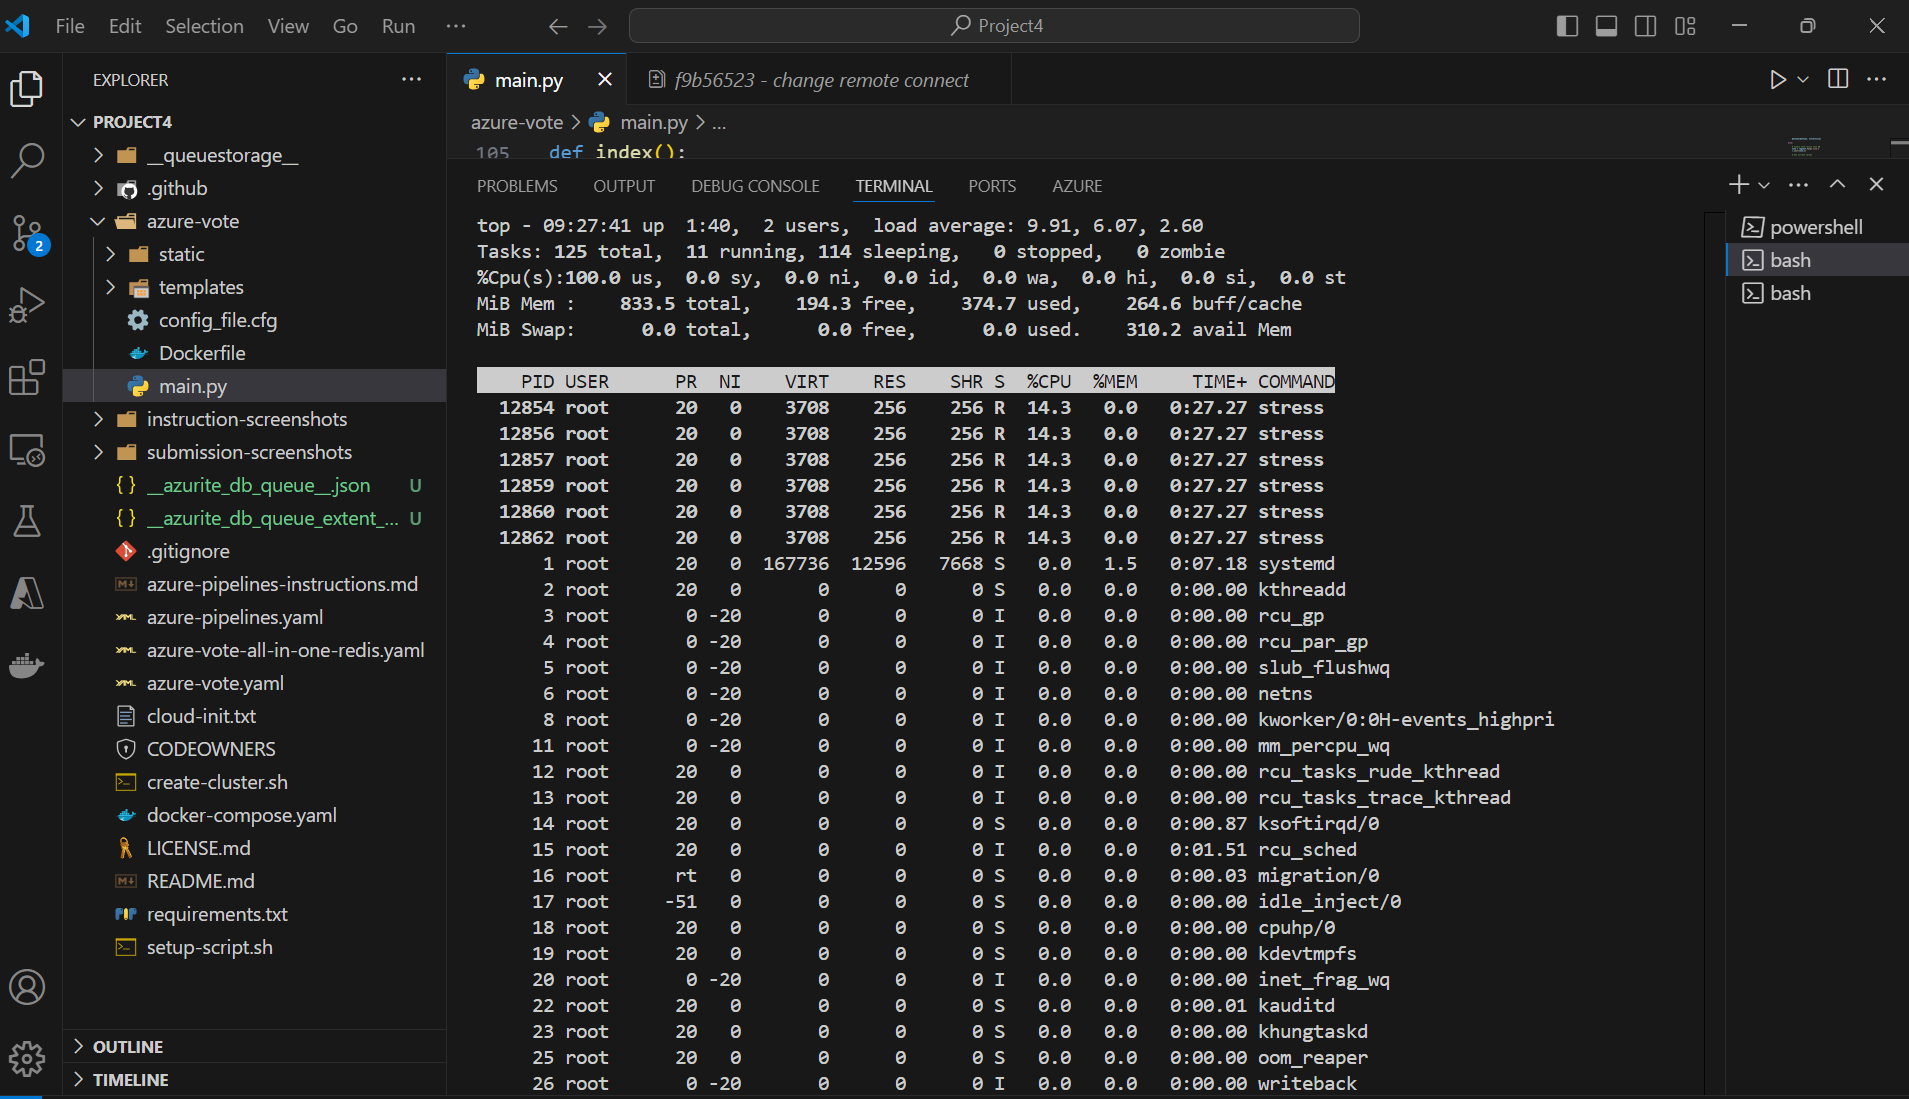 File Edit Selection View Go Run ···
Project4
EXPLORER ···
PROJECT4
__queuestorage__
.github
azure-vote
static
templates
config_file.cfg
Dockerfile
main.py
instruction-screenshots
submission-screenshots
__azurite_db_queue__.json U
__azurite_db_queue_extent_... U
.gitignore
azure-pipelines-instructions.md
azure-pipelines.yaml
azure-vote-all-in-one-redis.yaml
azure-vote.yaml
cloud-init.txt
CODEOWNERS
create-cluster.sh
docker-compose.yaml
LICENSE.md
README.md
requirements.txt
setup-script.sh
OUTLINE
TIMELINE
2
main.py
f9b56523 - change remote connect
azure-vote > main.py > ...
105 def index():
PROBLEMS OUTPUT DEBUG CONSOLE TERMINAL PORTS AZURE
top - 09:27:41 up  1:40,  2 users,  load average: 9.91, 6.07, 2.60
Tasks: 125 total,  11 running, 114 sleeping,   0 stopped,   0 zombie
%Cpu(s):100.0 us,  0.0 sy,  0.0 ni,  0.0 id,  0.0 wa,  0.0 hi,  0.0 si,  0.0 st
MiB Mem :    833.5 total,    194.3 free,    374.7 used,    264.6 buff/cache
MiB Swap:      0.0 total,      0.0 free,      0.0 used.    310.2 avail Mem
PID USER      PR  NI    VIRT    RES    SHR S  %CPU  %MEM     TIME+ COMMAND
12854 root      20   0    3708    256    256 R  14.3   0.0   0:27.27 stress
12856 root      20   0    3708    256    256 R  14.3   0.0   0:27.27 stress
12857 root      20   0    3708    256    256 R  14.3   0.0   0:27.27 stress
12859 root      20   0    3708    256    256 R  14.3   0.0   0:27.27 stress
12860 root      20   0    3708    256    256 R  14.3   0.0   0:27.27 stress
12862 root      20   0    3708    256    256 R  14.3   0.0   0:27.27 stress
1 root      20   0  167736  12596   7668 S   0.0   1.5   0:07.18 systemd
2 root      20   0       0      0      0 S   0.0   0.0   0:00.00 kthreadd
3 root       0 -20       0      0      0 I   0.0   0.0   0:00.00 rcu_gp
4 root       0 -20       0      0      0 I   0.0   0.0   0:00.00 rcu_par_gp
5 root       0 -20       0      0      0 I   0.0   0.0   0:00.00 slub_flushwq
6 root       0 -20       0      0      0 I   0.0   0.0   0:00.00 netns
8 root       0 -20       0      0      0 I   0.0   0.0   0:00.00 kworker/0:0H-events_highpri
11 root       0 -20       0      0      0 I   0.0   0.0   0:00.00 mm_percpu_wq
12 root      20   0       0      0      0 I   0.0   0.0   0:00.00 rcu_tasks_rude_kthread
13 root      20   0       0      0      0 I   0.0   0.0   0:00.00 rcu_tasks_trace_kthread
14 root      20   0       0      0      0 S   0.0   0.0   0:00.87 ksoftirqd/0
15 root      20   0       0      0      0 I   0.0   0.0   0:01.51 rcu_sched
16 root      rt   0       0      0      0 S   0.0   0.0   0:00.03 migration/0
17 root     -51   0       0      0      0 S   0.0   0.0   0:00.00 idle_inject/0
18 root      20   0       0      0      0 S   0.0   0.0   0:00.00 cpuhp/0
19 root      20   0       0      0      0 S   0.0   0.0   0:00.00 kdevtmpfs
20 root       0 -20       0      0      0 I   0.0   0.0   0:00.00 inet_frag_wq
22 root      20   0       0      0      0 S   0.0   0.0   0:00.01 kauditd
23 root      20   0       0      0      0 S   0.0   0.0   0:00.00 khungtaskd
25 root      20   0       0      0      0 S   0.0   0.0   0:00.00 oom_reaper
26 root       0 -20       0      0      0 I   0.0   0.0   0:00.00 writeback
powershell
bash
bash